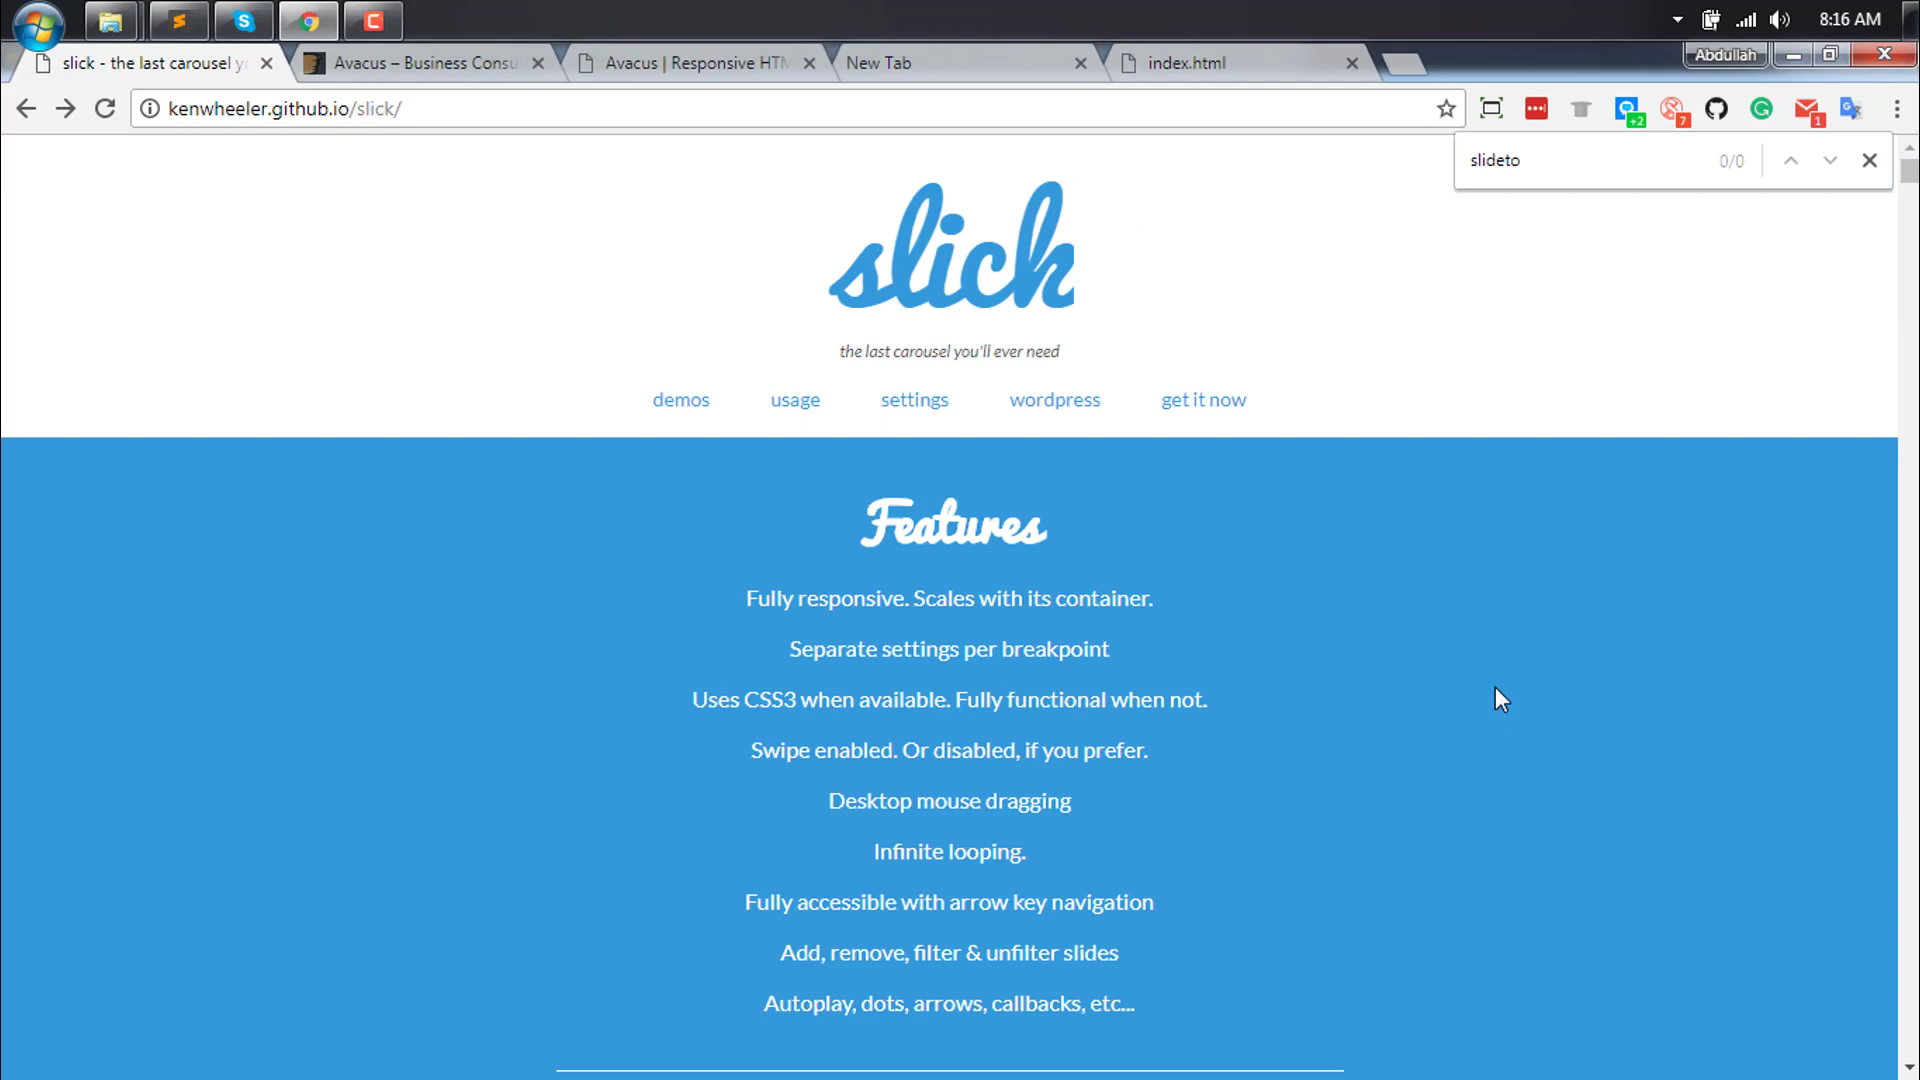 8:16 AM
slick - the last carousel y
Avacus – Business Consu
Avacus | Responsive HTM
New Tab
index.html
Abdullah
kenwheeler.github.io/slick/
+2
7
1
slideto
0/0
slick
the last carousel you'll ever need
demos
usage
settings
wordpress
get it now
Features
Fully responsive. Scales with its container.
Separate settings per breakpoint
Uses CSS3 when available. Fully functional when not.
Swipe enabled. Or disabled, if you prefer.
Desktop mouse dragging
Infinite looping.
Fully accessible with arrow key navigation
Add, remove, filter & unfilter slides
Autoplay, dots, arrows, callbacks, etc...